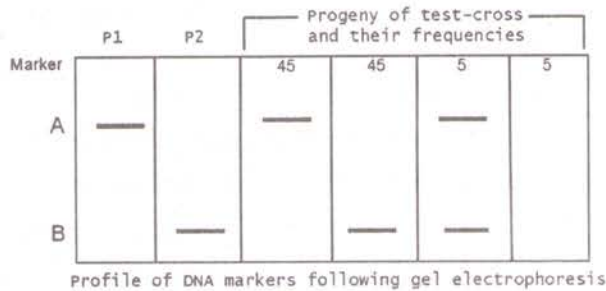 Progeny of test-cross
P1 P2 and their frequencies
Marker 45 45 5 5
A
B
Profile of DNA markers following gel electrophoresis